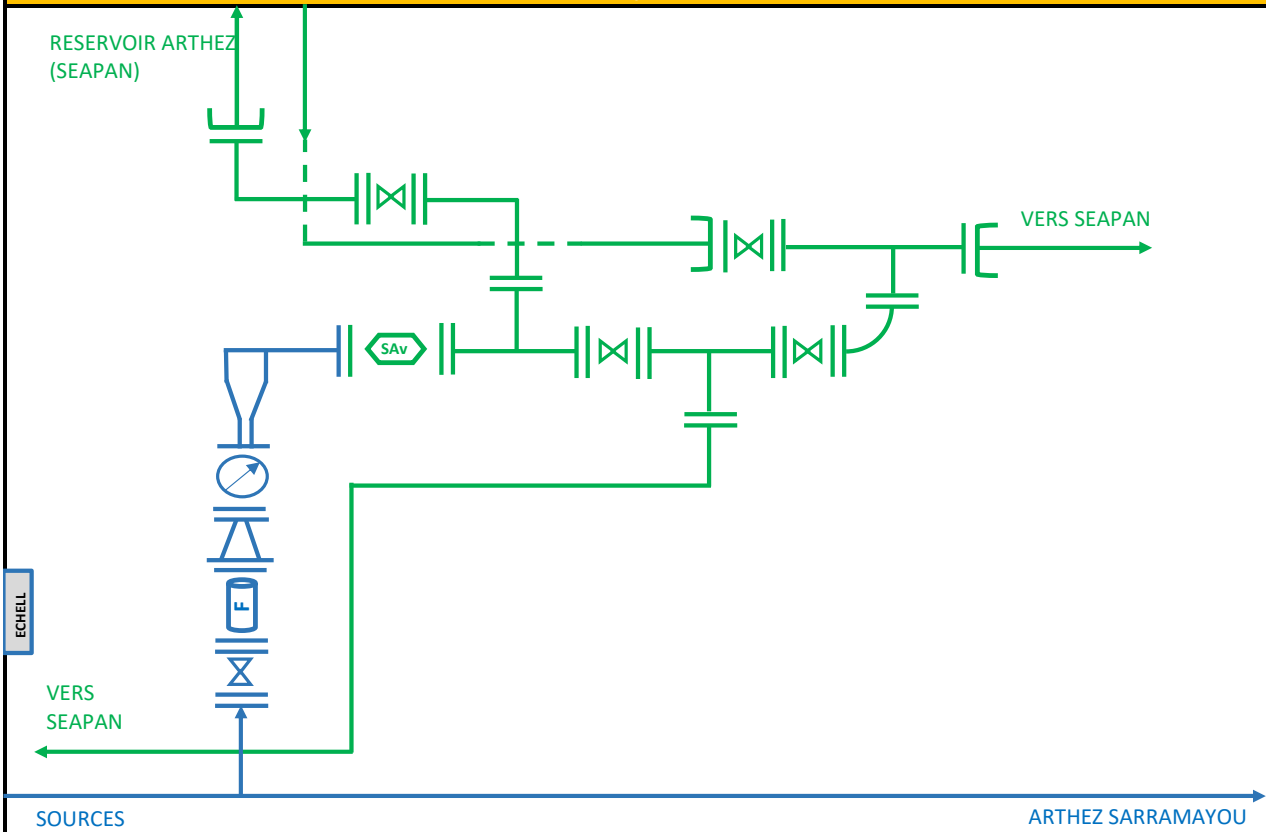 RESERVOIR ARTHEZ
(SEAPAN)
VERS SEAPAN
SAv
F
ECHELL
VERS
SEAPAN
SOURCES
ARTHEZ SARRAMAYOU